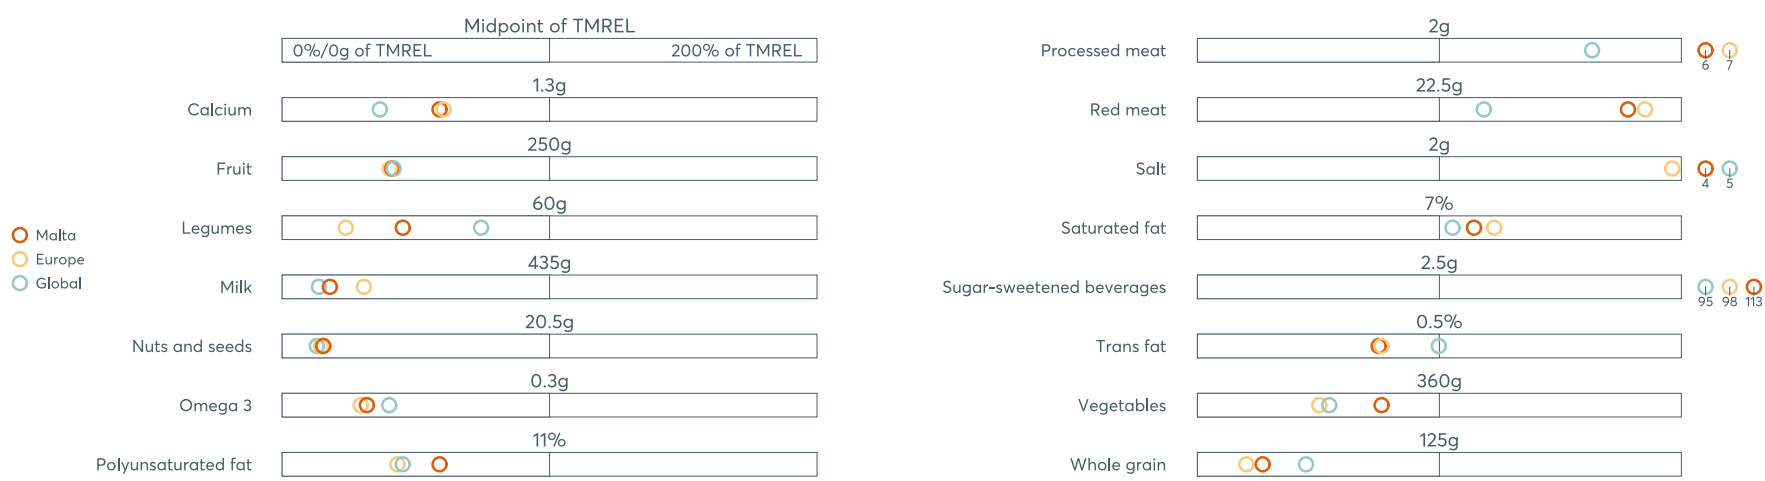 Midpoint of TMREL
0%/0g of TMREL
200% of TMREL
1.3g
Calcium
250g
Fruit
60g
Legumes
435g
Milk
20.5g
Nuts and seeds
0.3g
Omega 3
11%
Polyunsaturated fat
Malta
Europe
Global
2g
Processed meat
6 7
22.5g
Red meat
2g
Salt
4 5
7%
Saturated fat
2.5g
Sugar-sweetened beverages
95 98 113
0.5%
Trans fat
360g
Vegetables
125g
Whole grain